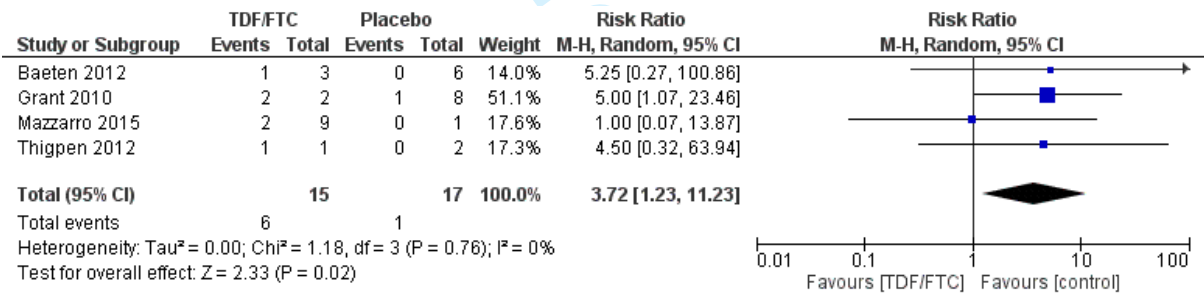 TDF/FTC Placebo Risk Ratio Risk Ratio
Study or Subgroup Events Total Events Total Weight M-H, Random, 95% CI M-H, Random, 95% CI
Baeten 2012 1 3 0 6 14.0% 5.25 [0.27, 100.86]
Grant 2010 2 2 1 8 51.1% 5.00 [1.07, 23.46]
Mazzarro 2015 2 9 0 1 17.6% 1.00 [0.07, 13.87]
Thigpen 2012 1 1 0 2 17.3% 4.50 [0.32, 63.94]
Total (95% CI) 15 17 100.0% 3.72 [1.23, 11.23]
Total events 6 1
Heterogeneity: Tau² = 0.00; Chi² = 1.18, df = 3 (P = 0.76); I² = 0%
Test for overall effect: Z = 2.33 (P = 0.02)
0.01 0.1 1 10 100
Favours [TDF/FTC] Favours [control]